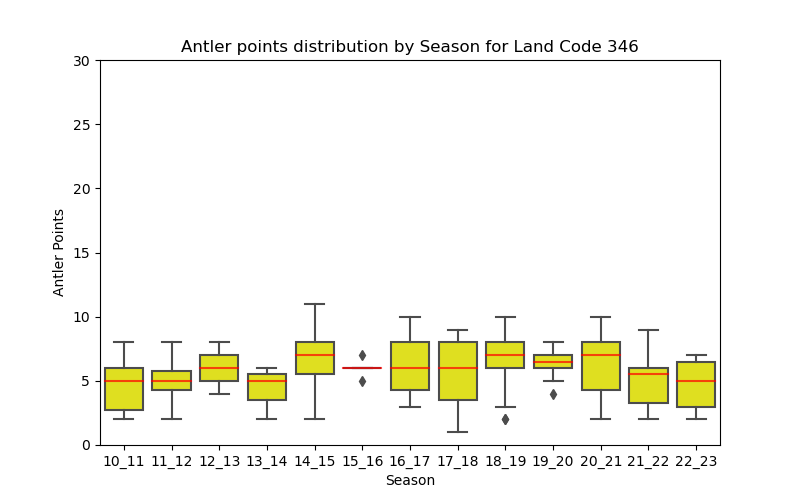 Antler points distribution by Season for Land Code 346
30
25
20
15
10
5
0
Antler Points
10_11 11_12 12_13 13_14 14_15 15_16 16_17 17_18 18_19 19_20 20_21 21_22 22_23
Season